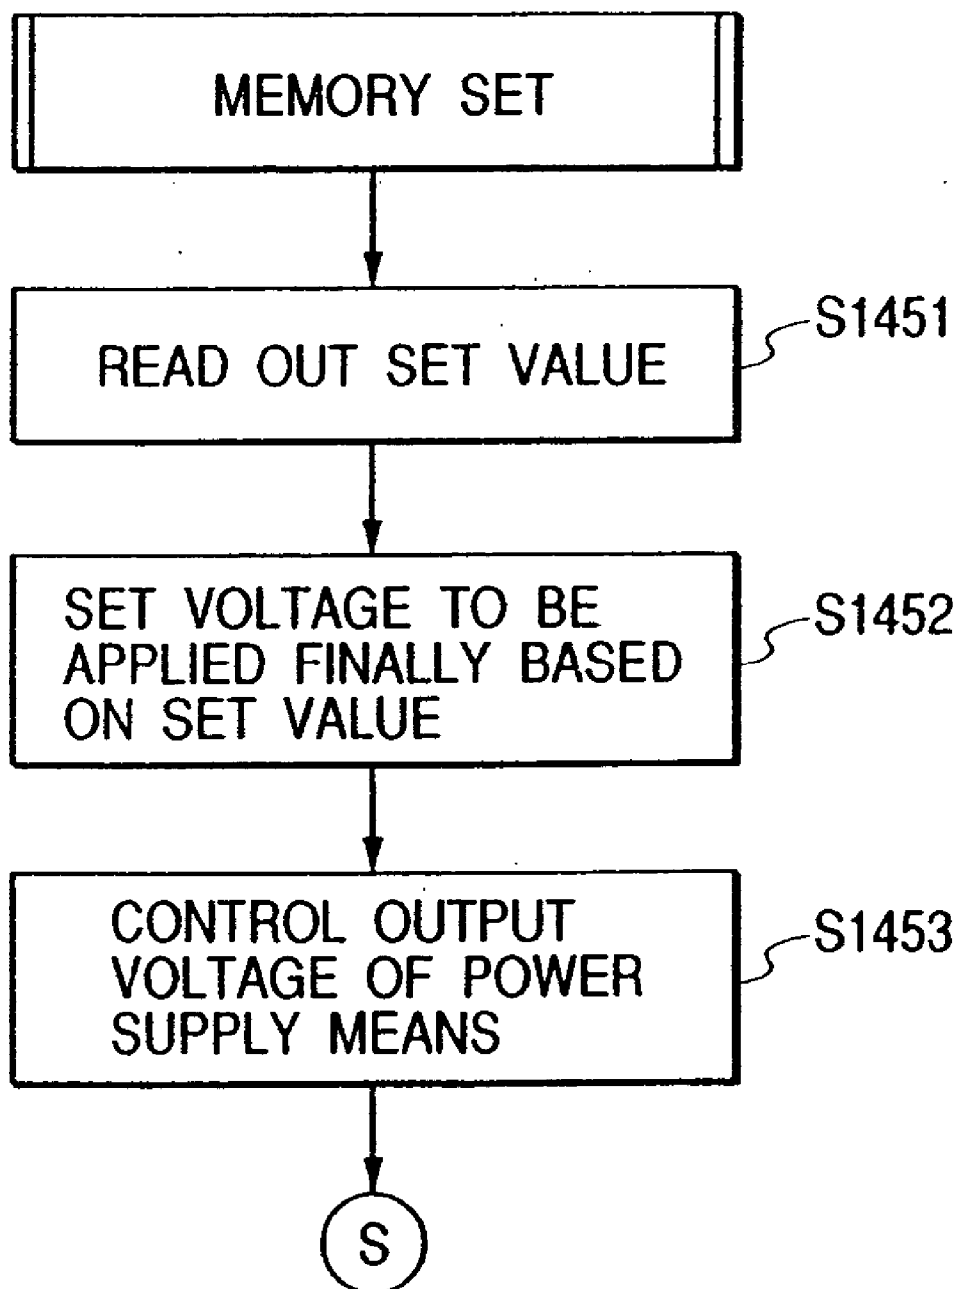 MEMORY SET
READ OUT SET VALUE
S1451
SET VOLTAGE TO BE
APPLIED FINALLY BASED
ON SET VALUE
S1452
CONTROL OUTPUT
VOLTAGE OF POWER
SUPPLY MEANS
S1453
S